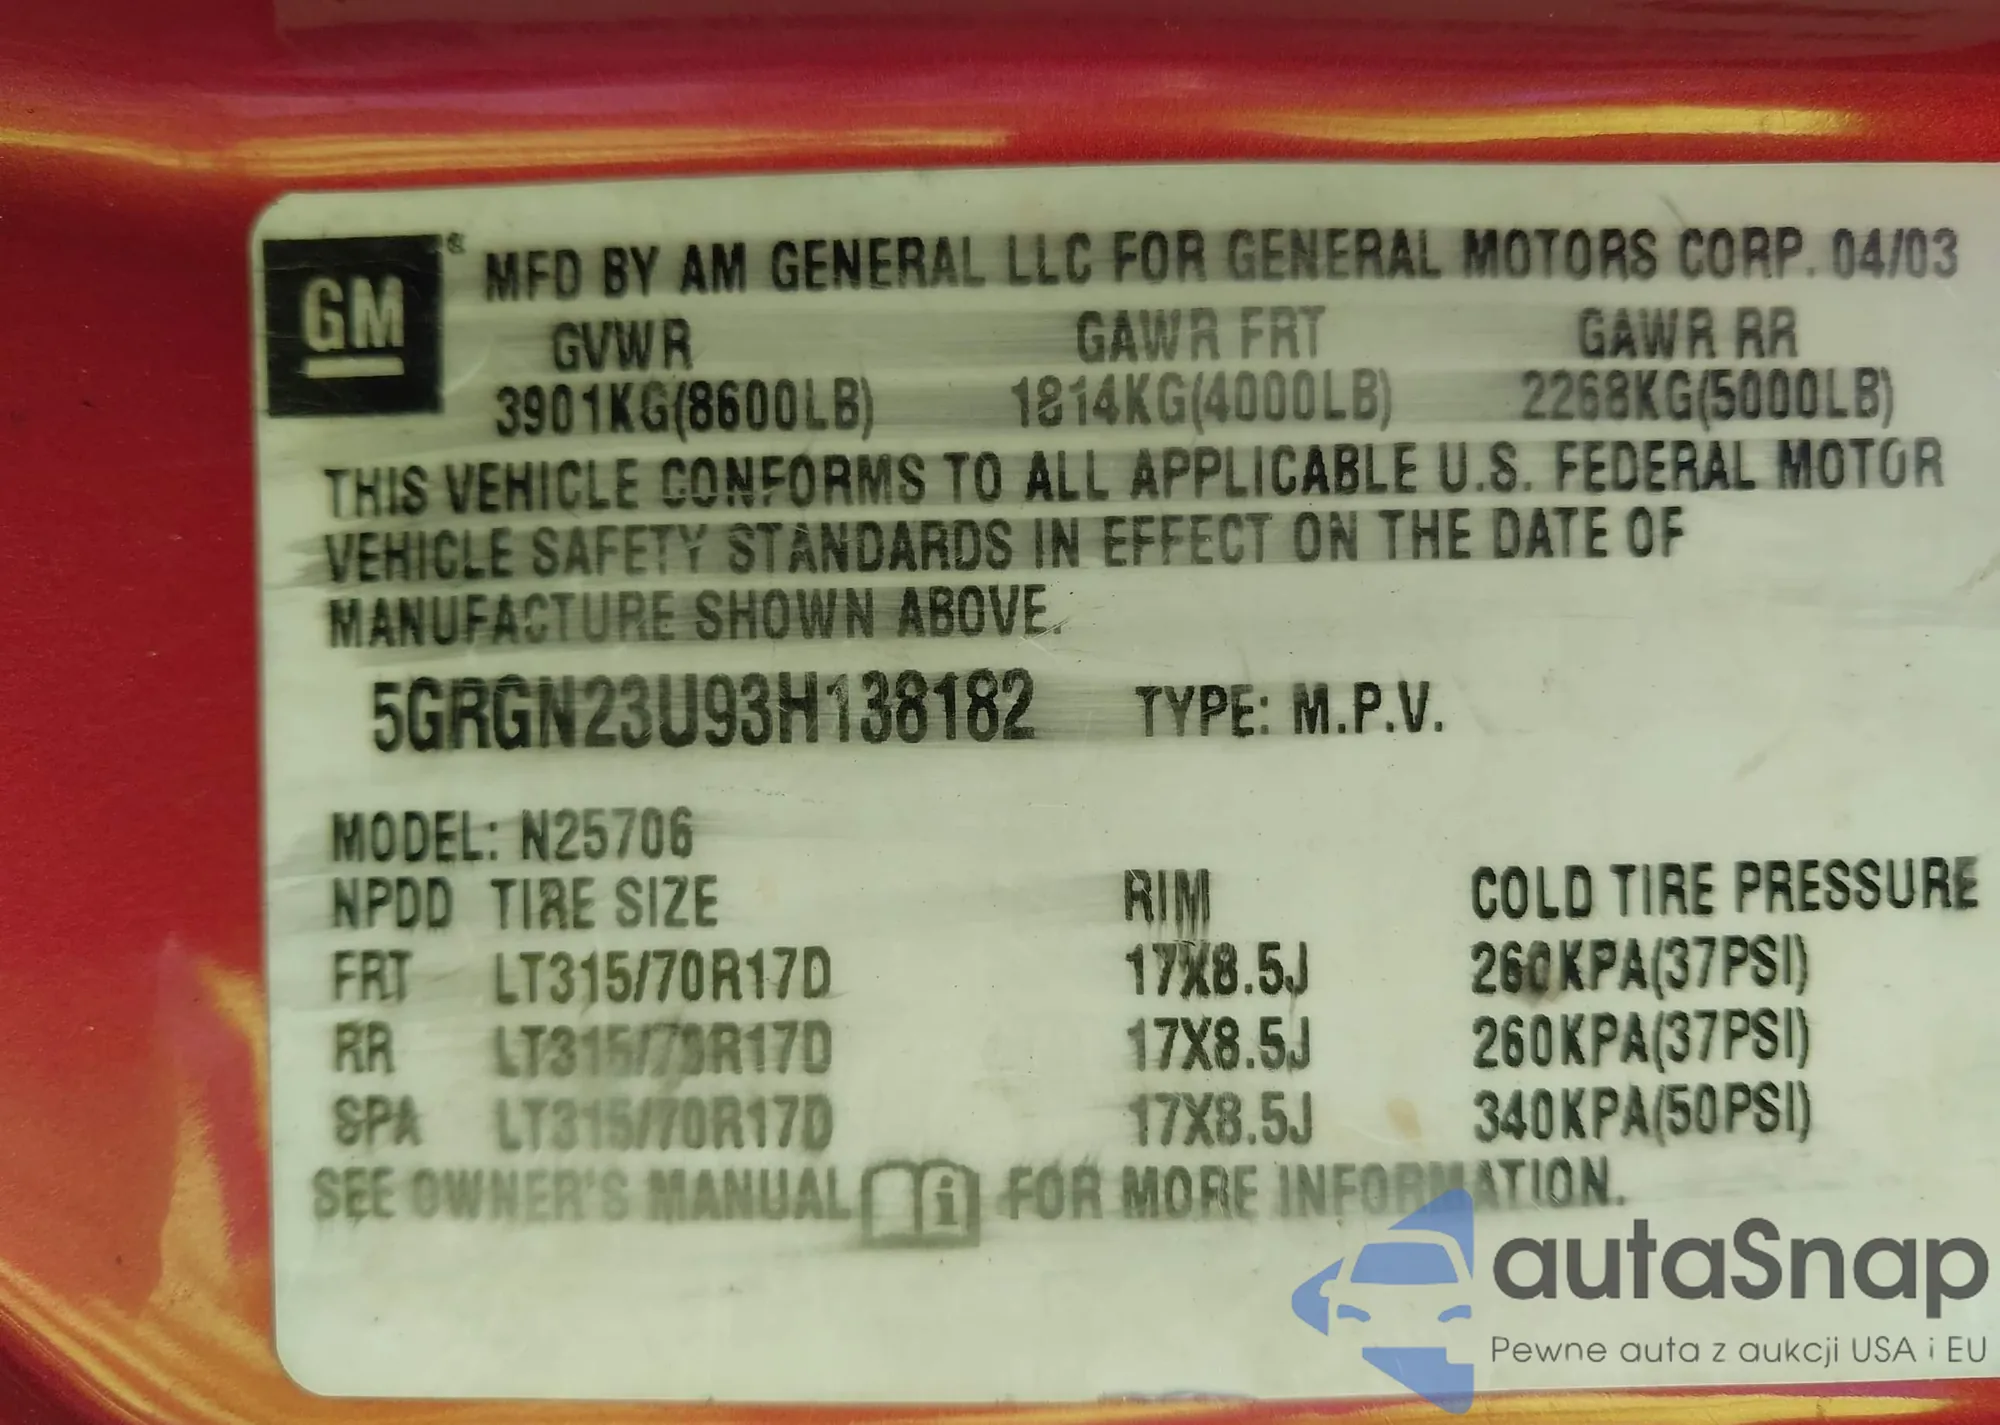 GM® MFD BY AM GENERAL LLC FOR GENERAL MOTORS CORP. 04/03
GVWR GAWR FRT GAWR RR
3901KG(8600LB) 1814KG(4000LB) 2268KG(5000LB)
THIS VEHICLE CONFORMS TO ALL APPLICABLE U.S. FEDERAL MOTOR
VEHICLE SAFETY STANDARDS IN EFFECT ON THE DATE OF
MANUFACTURE SHOWN ABOVE.
5GRGN23U93H138182 TYPE: M.P.V.
MODEL: N25706
NPDD TIRE SIZE RIM COLD TIRE PRESSURE
FRT LT315/70R17D 17X8.5J 260KPA(37PSI)
RR LT315/70R17D 17X8.5J 260KPA(37PSI)
SPA LT315/70R17D 17X8.5J 340KPA(50PSI)
SEE OWNER'S MANUAL i FOR MORE INFORMATION.
autaSnap
Pewne auta z aukcji USA i EU